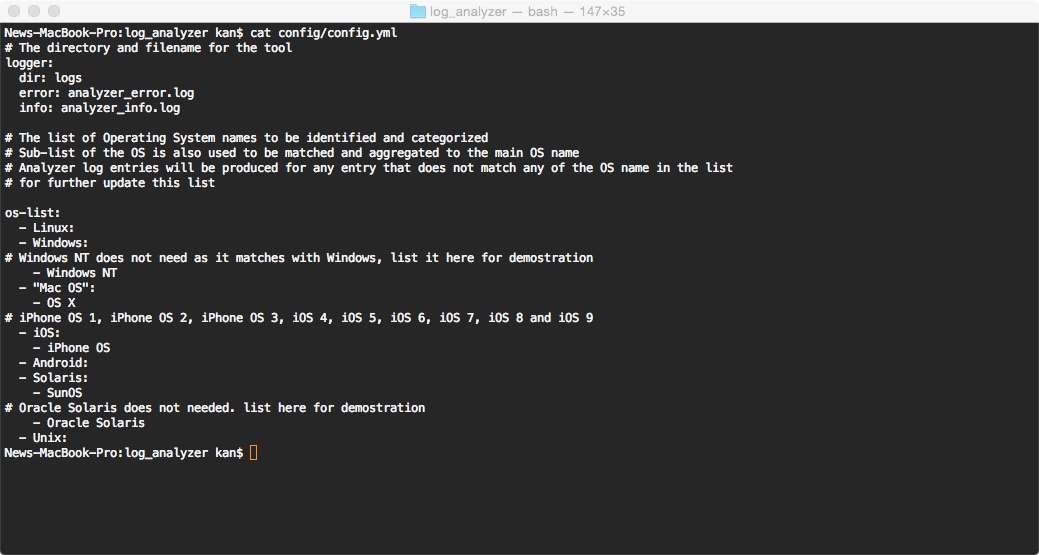 log_analyzer — bash — 147×35
News-MacBook-Pro:log_analyzer kan$ cat config/config.yml
# The directory and filename for the tool
logger:
  dir: logs
  error: analyzer_error.log
  info: analyzer_info.log
# The list of Operating System names to be identified and categorized
# Sub-list of the OS is also used to be matched and aggregated to the main OS name
# Analyzer log entries will be produced for any entry that does not match any of the OS name in the list
# for further update this list
os-list:
  - Linux:
  - Windows:
# Windows NT does not need as it matches with Windows, list it here for demostration
    - Windows NT
  - "Mac OS":
    - OS X
# iPhone OS 1, iPhone OS 2, iPhone OS 3, iOS 4, iOS 5, iOS 6, iOS 7, iOS 8 and iOS 9
  - iOS:
    - iPhone OS
  - Android:
  - Solaris:
    - SunOS
# Oracle Solaris does not needed. list here for demostration
    - Oracle Solaris
  - Unix:
News-MacBook-Pro:log_analyzer kan$